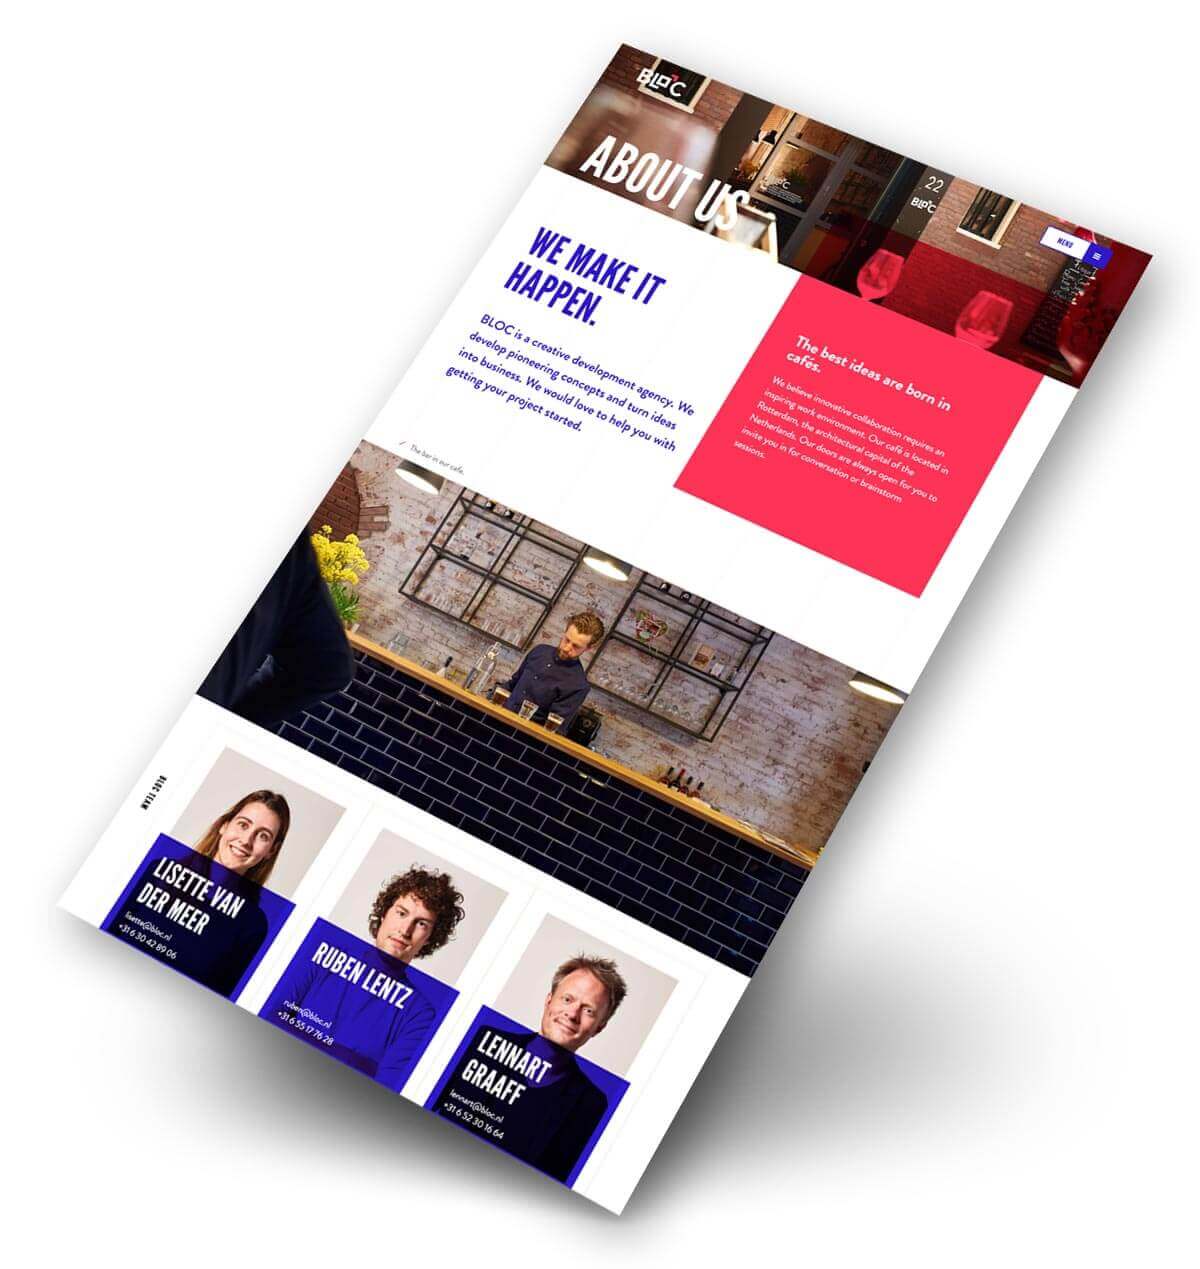 BLOC
ABOUT US
22
BLOC
MENU
WE MAKE IT
HAPPEN.
BLOC is a creative development agency. We
develop pioneering concepts and turn ideas
into business. We would love to help you with
getting your project started.
The best ideas are born in
cafés.
We believe innovative collaboration requires an
inspiring work environment. Our café is located in
Rotterdam, the architectural capital of the
Netherlands. Our doors are always open for you to
invite you in for conversation or brainstorm
sessions.
The bar in our café.
BLOC TEAM
LISETTE VAN
DER MEER
lisette@bloc.nl
+31 6 30 42 89 06
RUBEN LENTZ
ruben@bloc.nl
+31 6 55 17 76 28
LENNART
GRAAFF
lennart@bloc.nl
+31 6 52 30 16 64